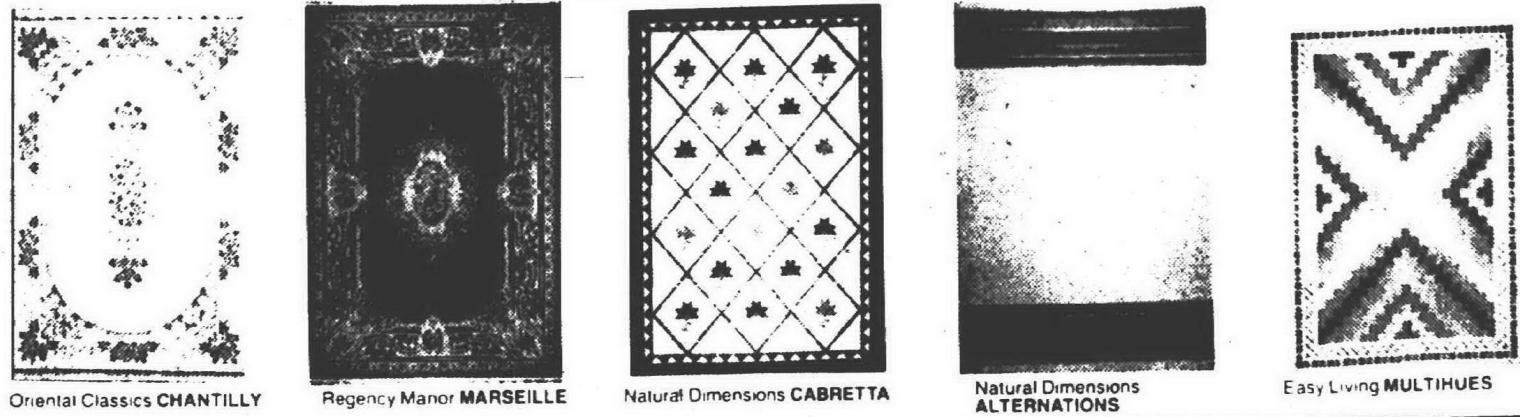 Oriental Classics CHANTILLY
Regency Manor MARSEILLE
Natural Dimensions CABRETTA
Natural Dimensions
ALTERNATIONS
Easy Living MULTIHUES